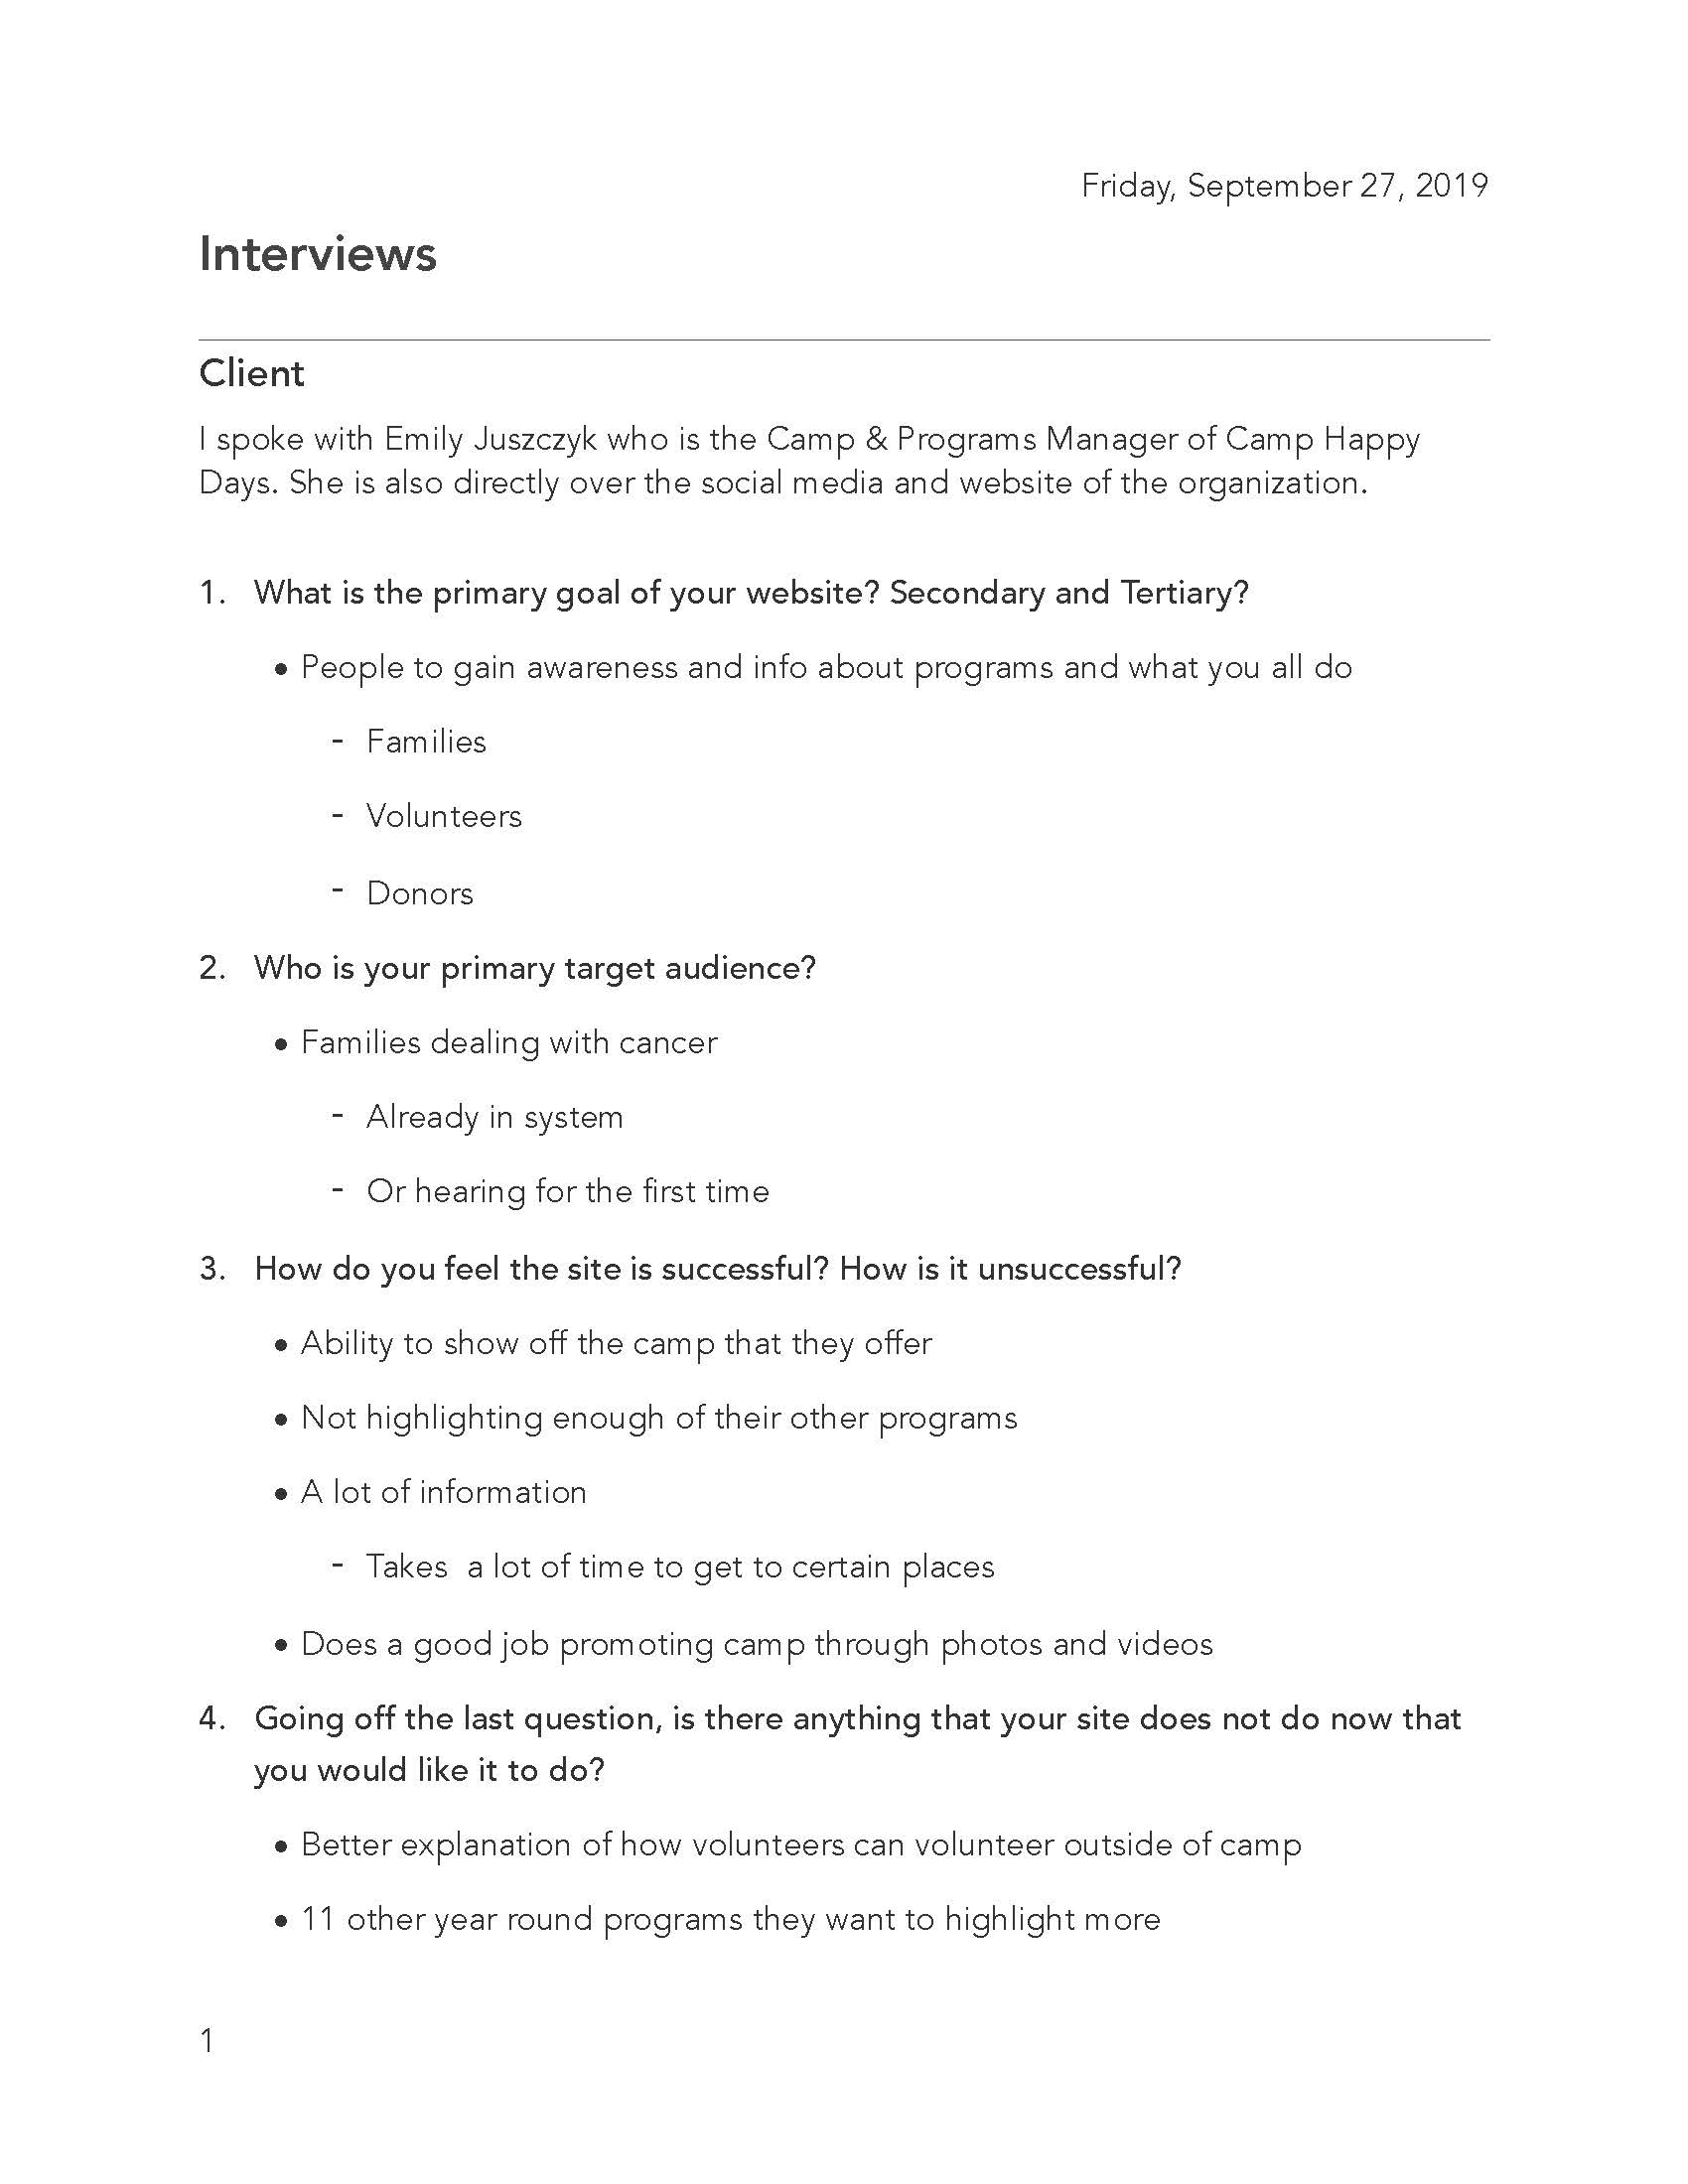 Friday, September 27, 2019
Interviews
Client
I spoke with Emily Juszczyk who is the Camp & Programs Manager of Camp Happy
Days. She is also directly over the social media and website of the organization.
1. What is the primary goal of your website? Secondary and Tertiary?
• People to gain awareness and info about programs and what you all do
- Families
- Volunteers
- Donors
2. Who is your primary target audience?
• Families dealing with cancer
- Already in system
- Or hearing for the first time
3. How do you feel the site is successful? How is it unsuccessful?
• Ability to show off the camp that they offer
• Not highlighting enough of their other programs
• A lot of information
- Takes  a lot of time to get to certain places
• Does a good job promoting camp through photos and videos
4. Going off the last question, is there anything that your site does not do now that
you would like it to do?
• Better explanation of how volunteers can volunteer outside of camp
• 11 other year round programs they want to highlight more
1